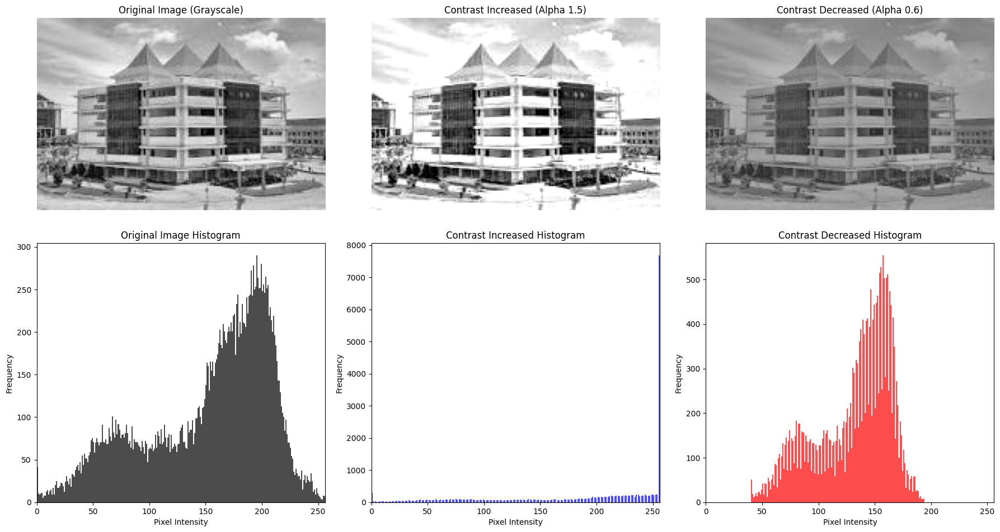 Original Image (Grayscale)
Contrast Increased (Alpha 1.5)
Contrast Decreased (Alpha 0.6)
Original Image Histogram
Contrast Increased Histogram
Contrast Decreased Histogram
300
250
200
150
100
50
0
Frequency
0 50 100 150 200 250
Pixel Intensity
8000
7000
6000
5000
4000
3000
2000
1000
0
Frequency
0 50 100 150 200 250
Pixel Intensity
500
400
300
200
100
0
Frequency
0 50 100 150 200 250
Pixel Intensity